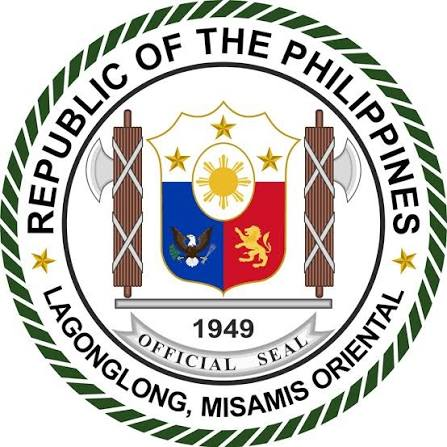 REPUBLIC OF THE PHILIPPINES
1949
OFFICIAL SEAL
LAGONGLONG, MISAMIS ORIENTAL